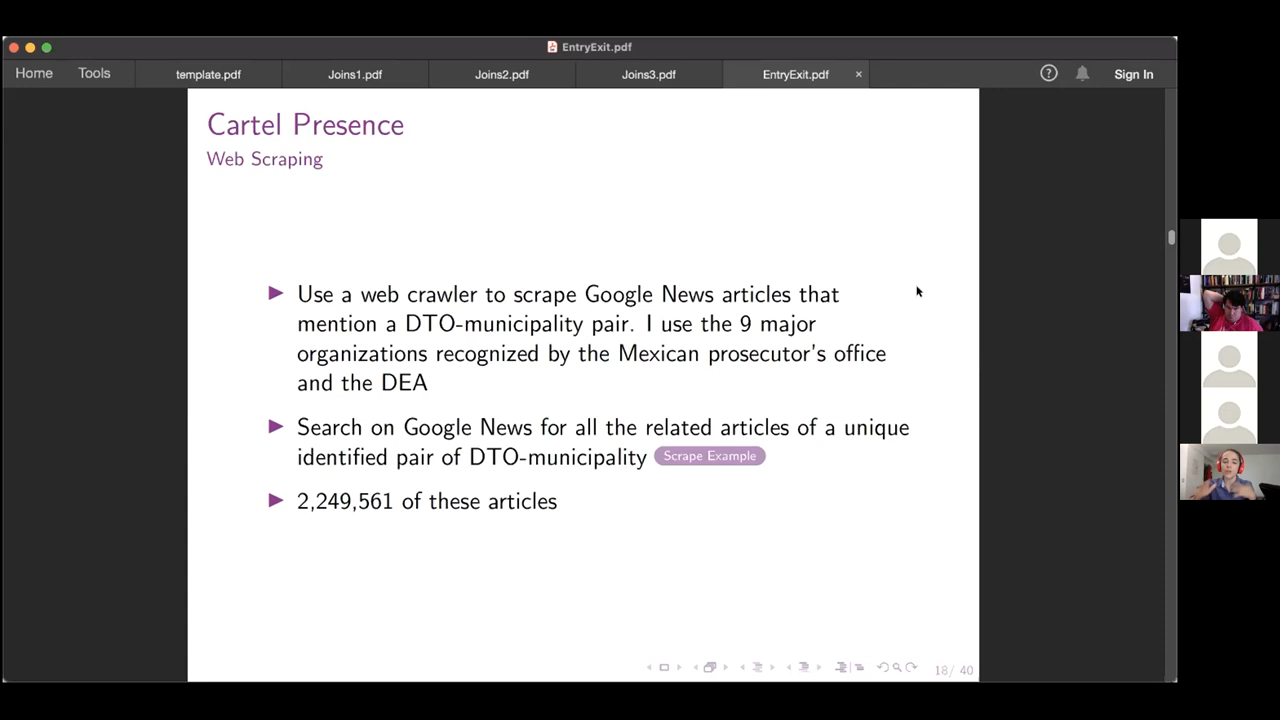 EntryExit.pdf
Home Tools template.pdf Joins1.pdf Joins2.pdf Joins3.pdf EntryExit.pdf × ? Sign In
Cartel Presence
Web Scraping
Use a web crawler to scrape Google News articles that
mention a DTO-municipality pair. I use the 9 major
organizations recognized by the Mexican prosecutor's office
and the DEA
Search on Google News for all the related articles of a unique
identified pair of DTO-municipality Scrape Example
2,249,561 of these articles
18/ 40